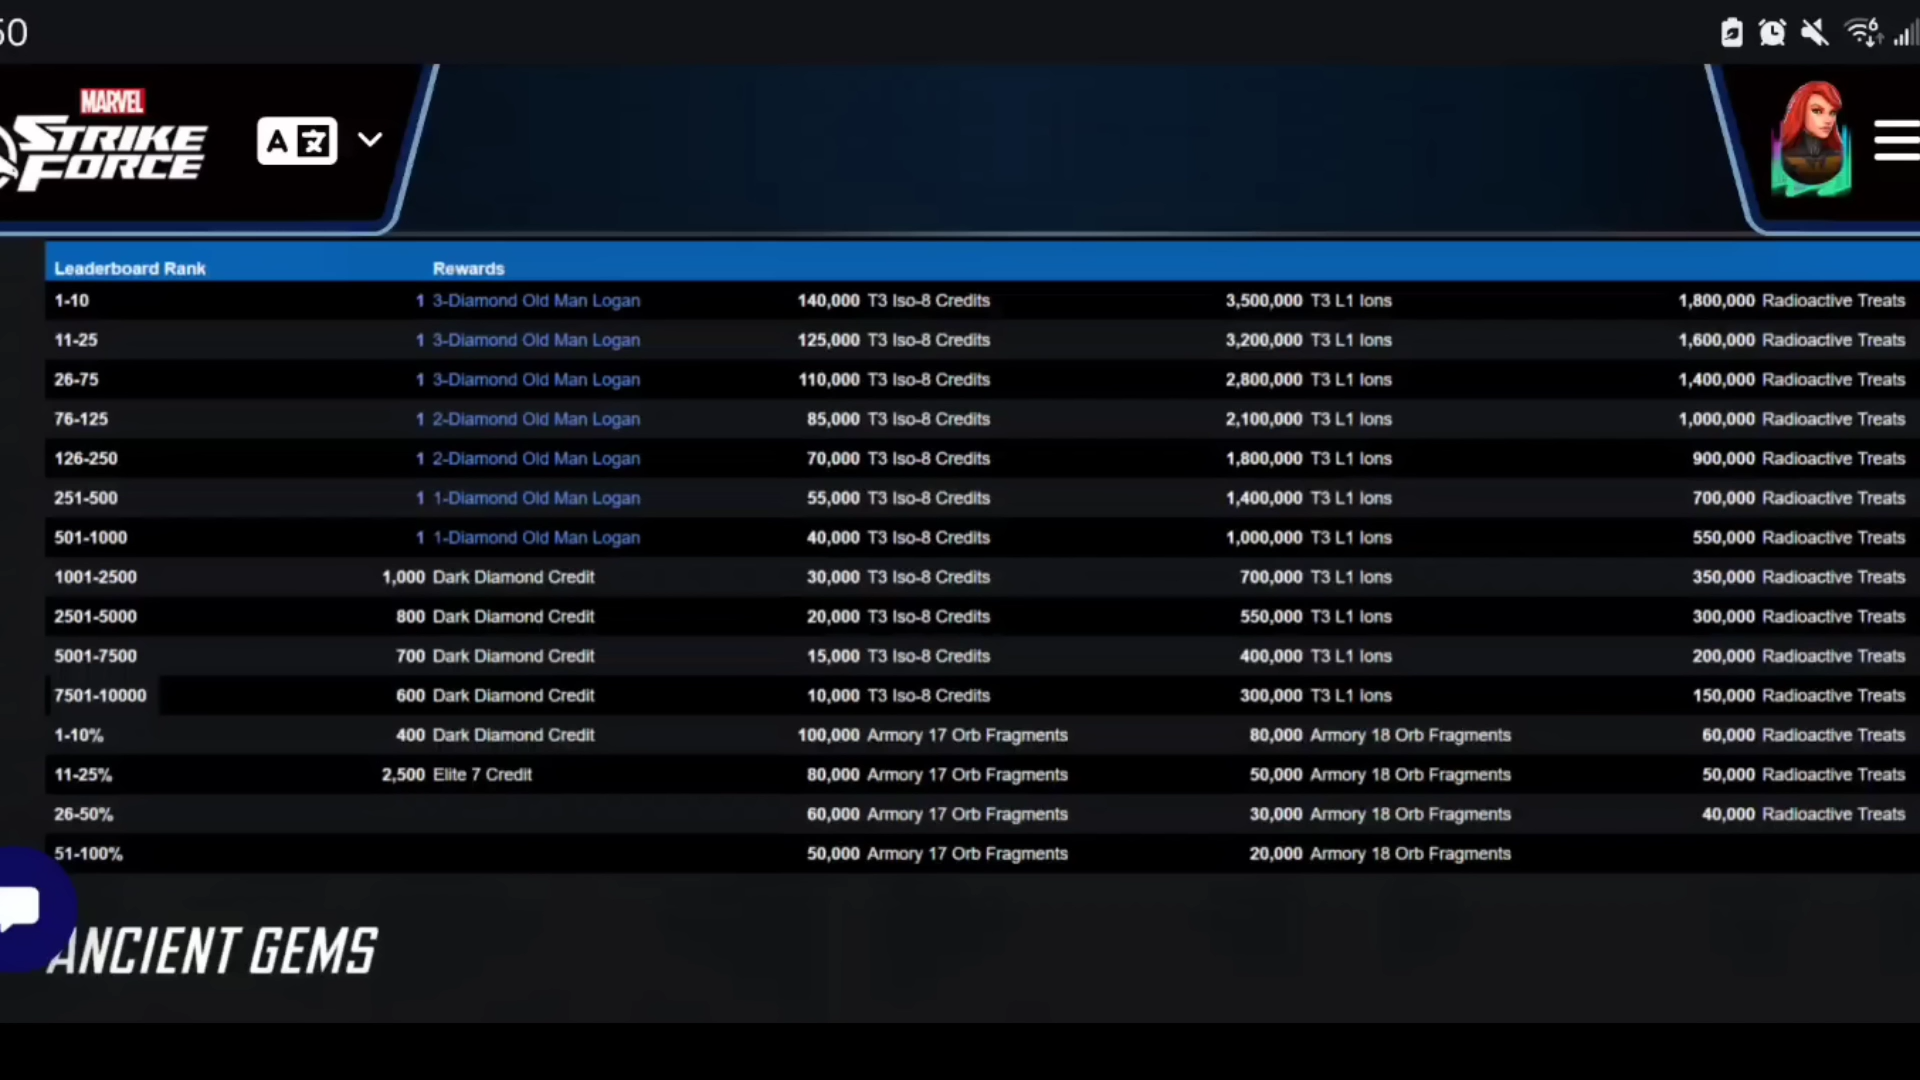 50
MARVEL
STRIKE
FORCE
A 文
Leaderboard Rank Rewards
1-10 1 3-Diamond Old Man Logan 140,000 T3 Iso-8 Credits 3,500,000 T3 L1 Ions 1,800,000 Radioactive Treats
11-25 1 3-Diamond Old Man Logan 125,000 T3 Iso-8 Credits 3,200,000 T3 L1 Ions 1,600,000 Radioactive Treats
26-75 1 3-Diamond Old Man Logan 110,000 T3 Iso-8 Credits 2,800,000 T3 L1 Ions 1,400,000 Radioactive Treats
76-125 1 2-Diamond Old Man Logan 85,000 T3 Iso-8 Credits 2,100,000 T3 L1 Ions 1,000,000 Radioactive Treats
126-250 1 2-Diamond Old Man Logan 70,000 T3 Iso-8 Credits 1,800,000 T3 L1 Ions 900,000 Radioactive Treats
251-500 1 1-Diamond Old Man Logan 55,000 T3 Iso-8 Credits 1,400,000 T3 L1 Ions 700,000 Radioactive Treats
501-1000 1 1-Diamond Old Man Logan 40,000 T3 Iso-8 Credits 1,000,000 T3 L1 Ions 550,000 Radioactive Treats
1001-2500 1,000 Dark Diamond Credit 30,000 T3 Iso-8 Credits 700,000 T3 L1 Ions 350,000 Radioactive Treats
2501-5000 800 Dark Diamond Credit 20,000 T3 Iso-8 Credits 550,000 T3 L1 Ions 300,000 Radioactive Treats
5001-7500 700 Dark Diamond Credit 15,000 T3 Iso-8 Credits 400,000 T3 L1 Ions 200,000 Radioactive Treats
7501-10000 600 Dark Diamond Credit 10,000 T3 Iso-8 Credits 300,000 T3 L1 Ions 150,000 Radioactive Treats
1-10% 400 Dark Diamond Credit 100,000 Armory 17 Orb Fragments 80,000 Armory 18 Orb Fragments 60,000 Radioactive Treats
11-25% 2,500 Elite 7 Credit 80,000 Armory 17 Orb Fragments 50,000 Armory 18 Orb Fragments 50,000 Radioactive Treats
26-50% 60,000 Armory 17 Orb Fragments 30,000 Armory 18 Orb Fragments 40,000 Radioactive Treats
51-100% 50,000 Armory 17 Orb Fragments 20,000 Armory 18 Orb Fragments
ANCIENT GEMS